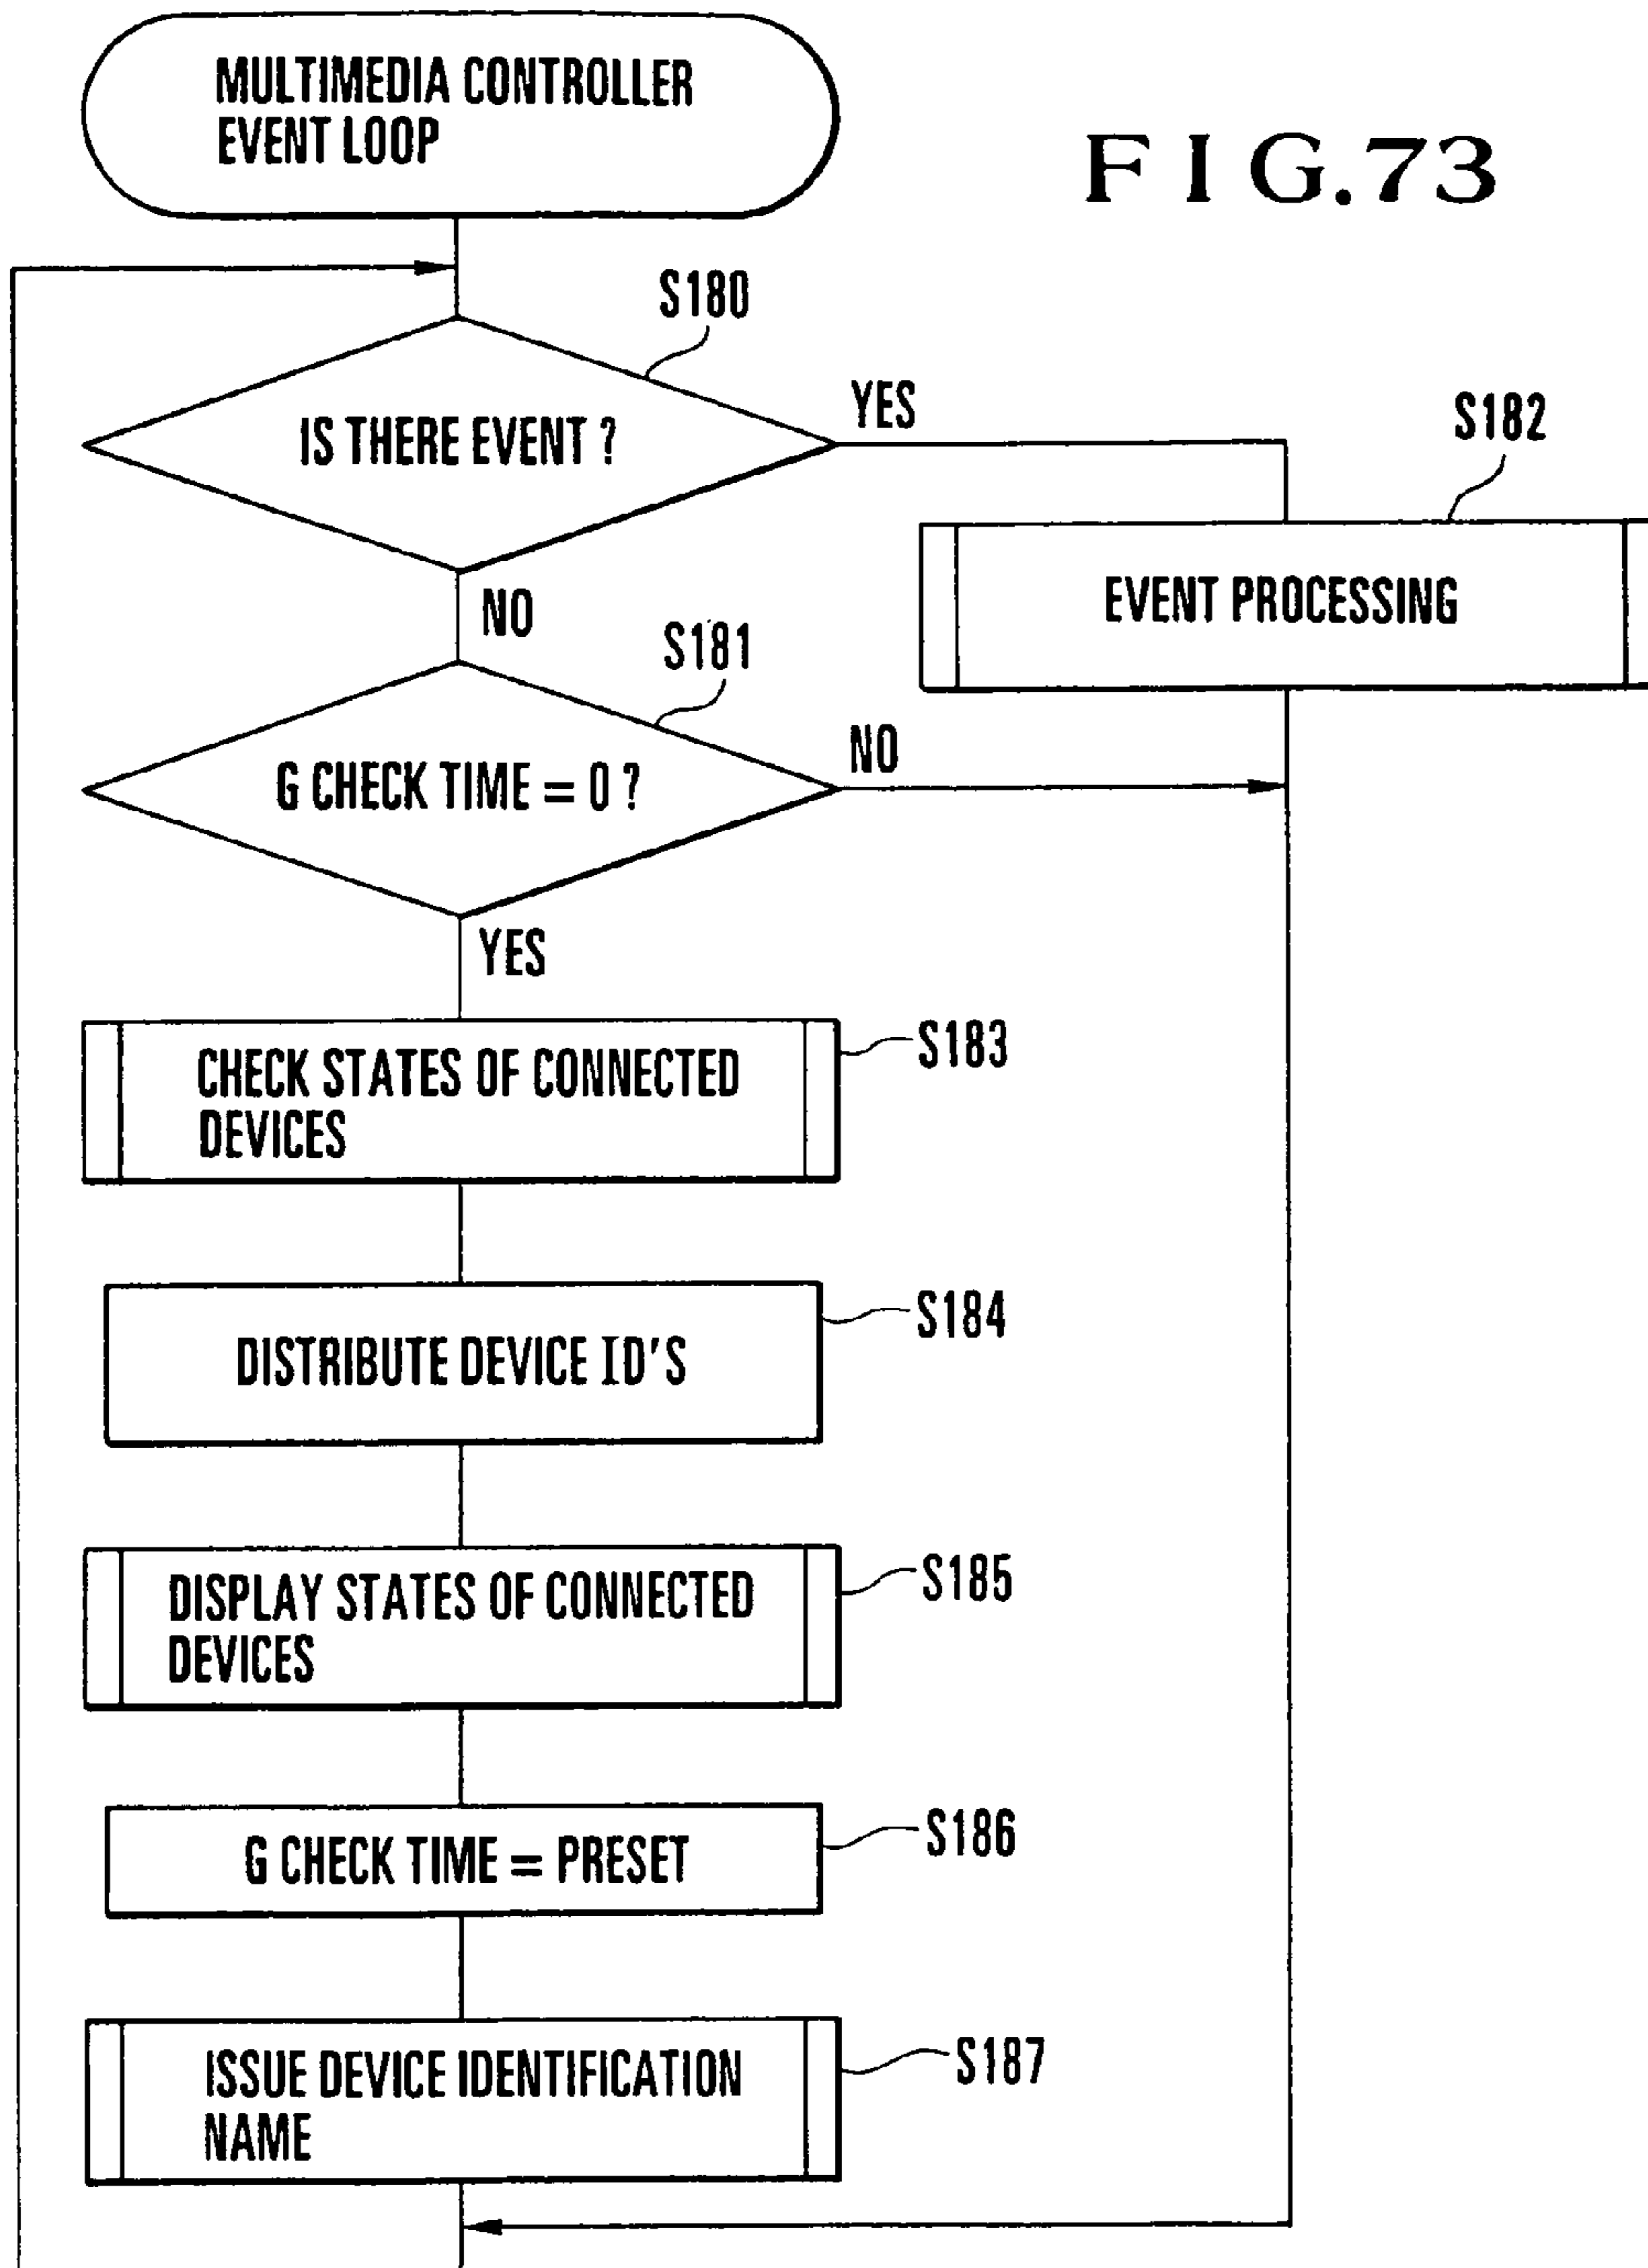 MULTIMEDIA CONTROLLER
EVENT LOOP
FIG.73
S180
IS THERE EVENT ?
YES
S182
EVENT PROCESSING
NO
S181
G CHECK TIME = 0 ?
NO
YES
CHECK STATES OF CONNECTED
DEVICES
S183
DISTRIBUTE DEVICE ID'S
S184
DISPLAY STATES OF CONNECTED
DEVICES
S185
G CHECK TIME = PRESET
S186
ISSUE DEVICE IDENTIFICATION
NAME
S187